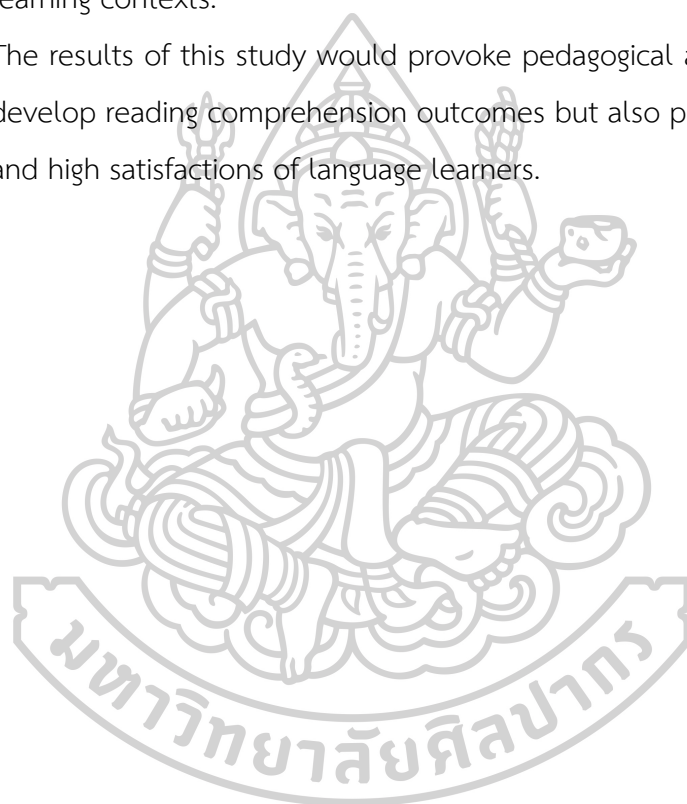 learning contexts.
The results of this study would provoke pedagogical a
develop reading comprehension outcomes but also p
and high satisfactions of language learners.
มหาวิทยาลัยศิลปากร